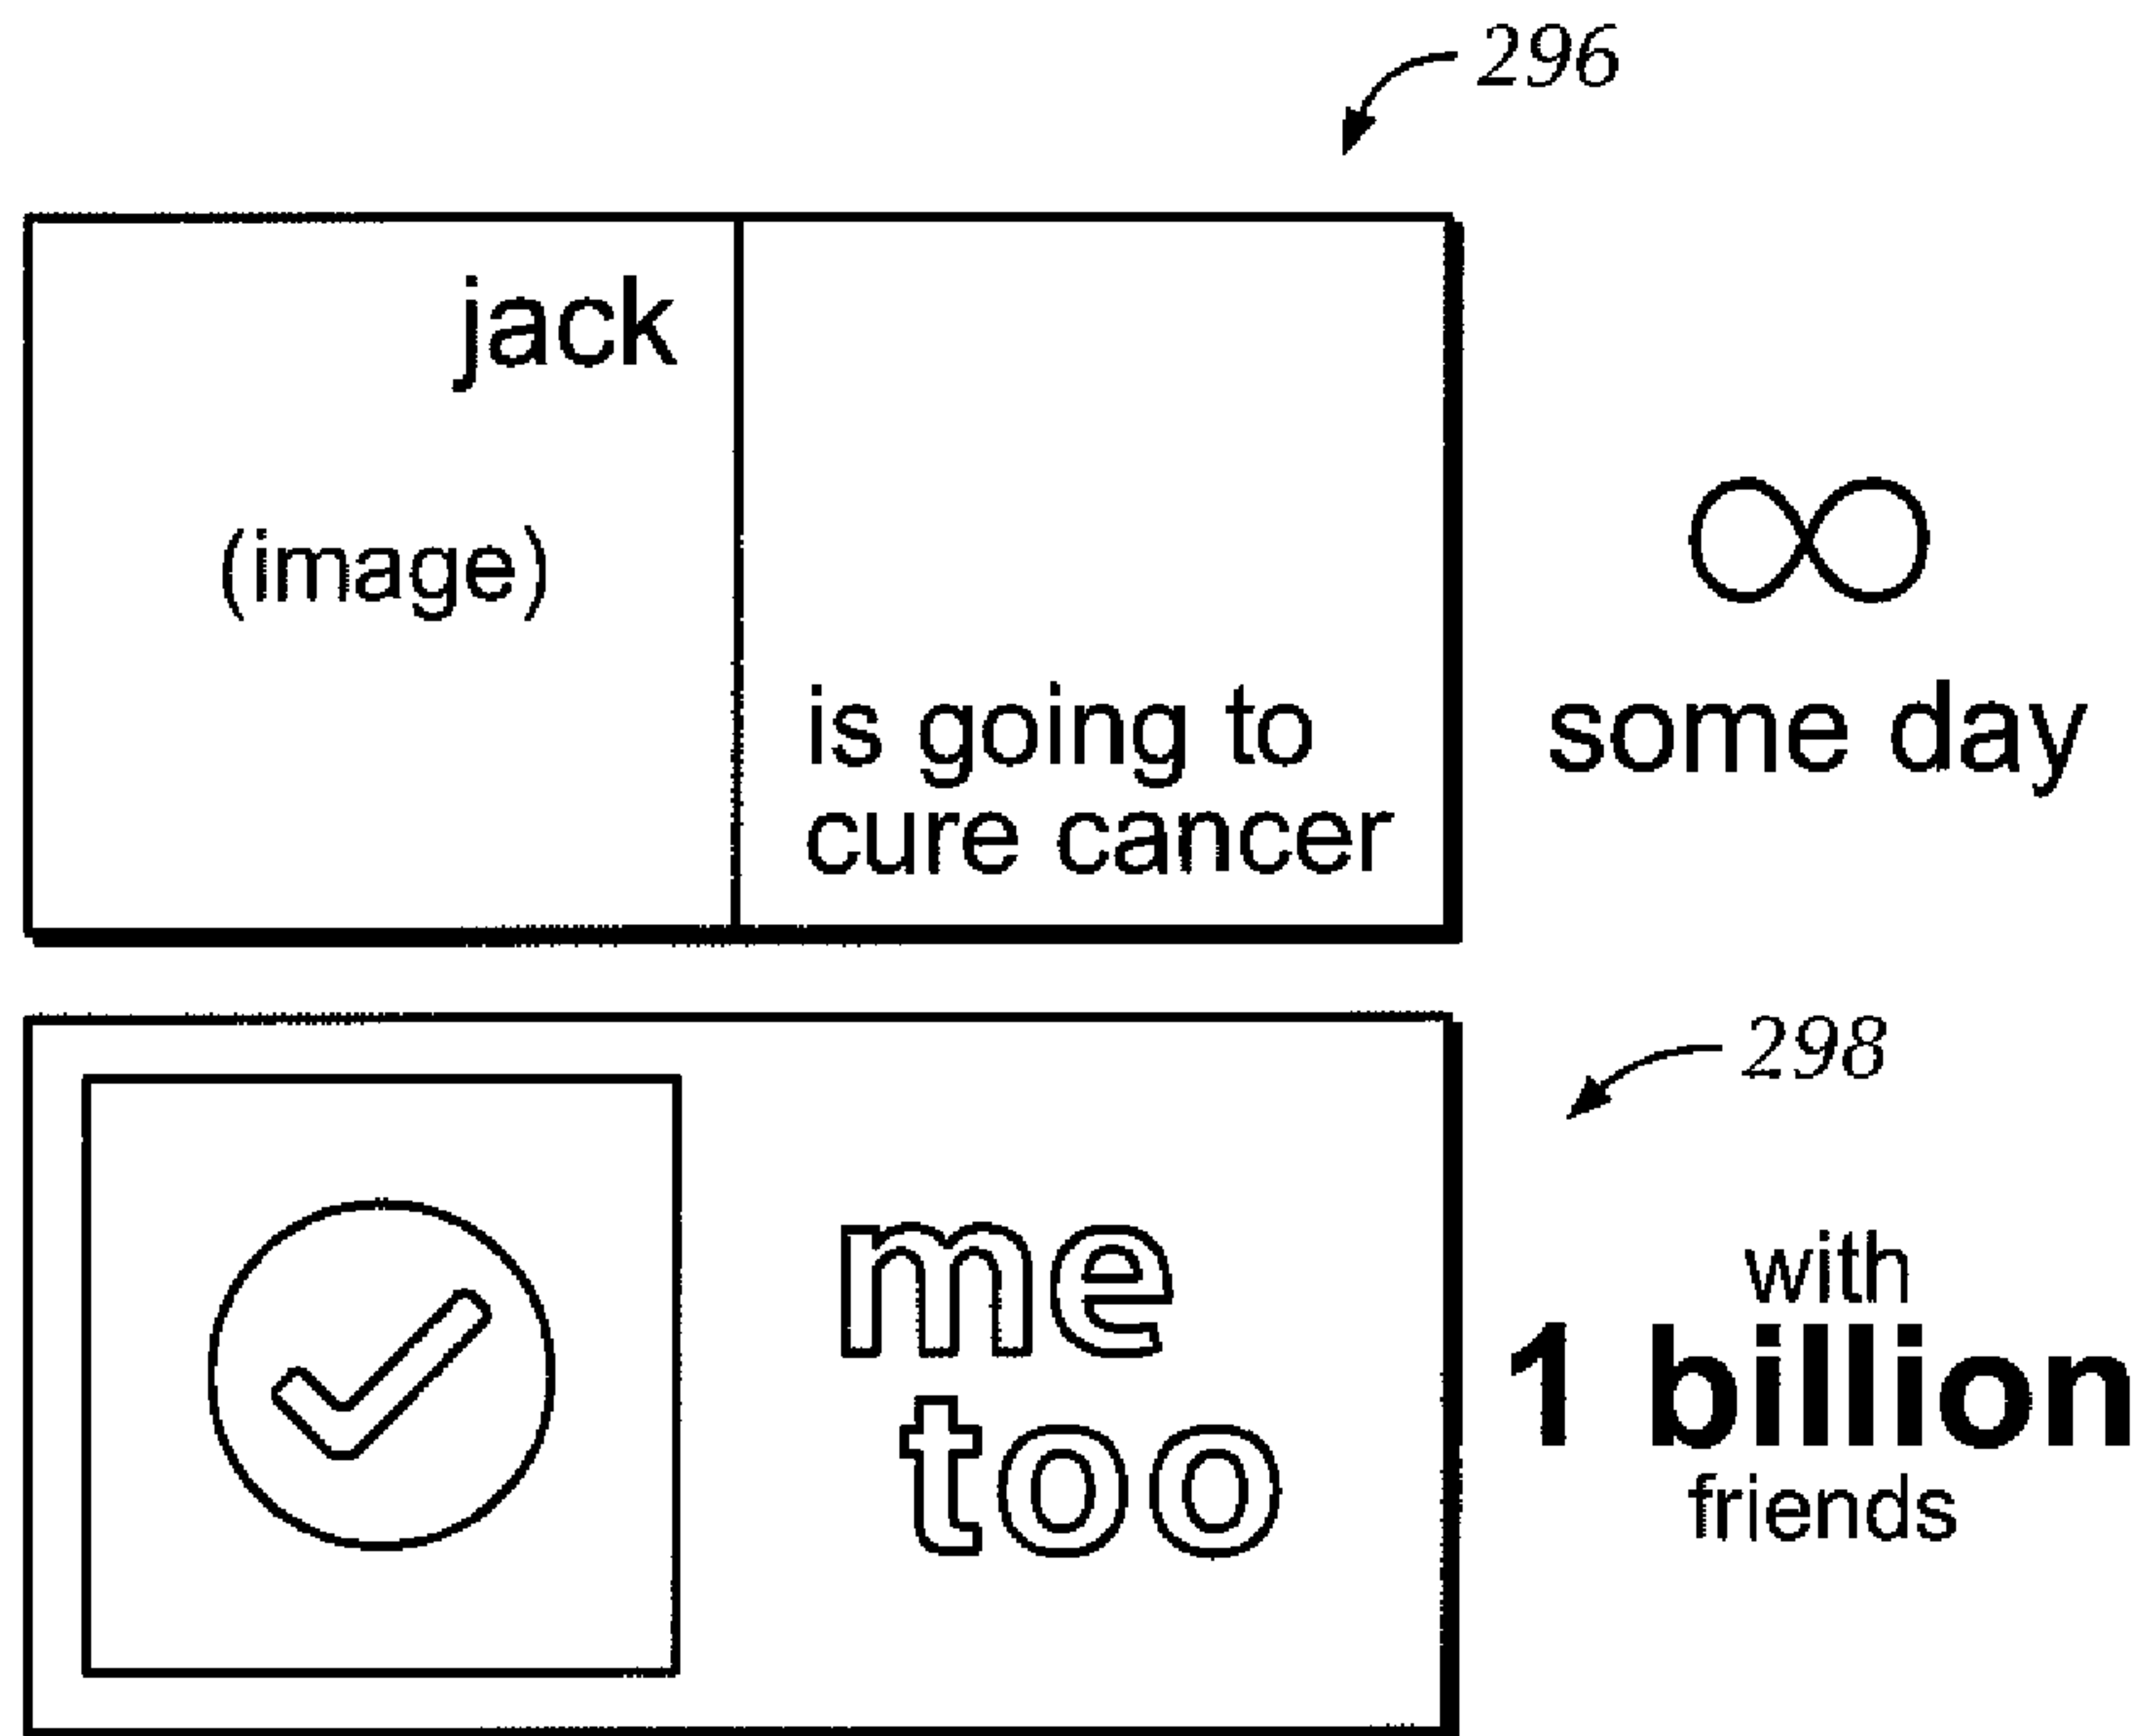 296
jack
(image)
∞
is going to
cure cancer
some day
298
me
too
with
1 billion
friends